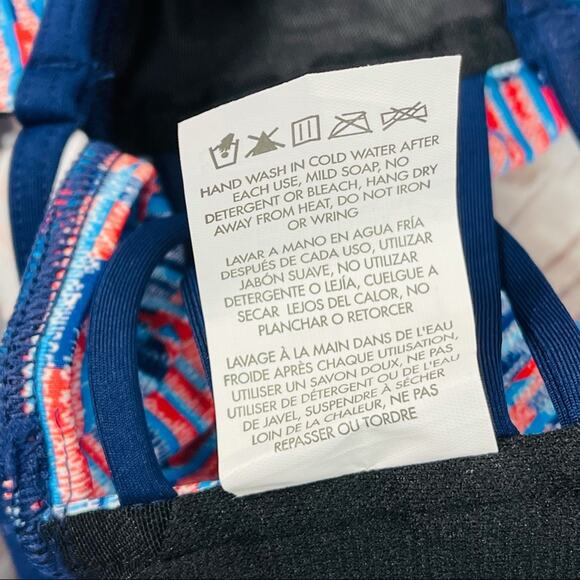 HAND WASH IN COLD WATER AFTER
EACH USE, MILD SOAP, NO
DETERGENT OR BLEACH, HANG DRY
AWAY FROM HEAT, DO NOT IRON
OR WRING
LAVAR A MANO EN AGUA FRÍA
DESPUÉS DE CADA USO, UTILIZAR
JABÓN SUAVE, NO UTILIZAR
DETERGENTE O LEJÍA, CUELGUE A
SECAR LEJOS DEL CALOR, NO
PLANCHAR O RETORCER
LAVAGE À LA MAIN DANS DE L'EAU
FROIDE APRÈS CHAQUE UTILISATION,
UTILISER UN SAVON DOUX, NE PAS
UTILISER DE DÉTERGENT OU DE L'EAU
DE JAVEL, SUSPENDRE À SÉCHER
LOIN DE LA CHALEUR, NE PAS
REPASSER OU TORDRE